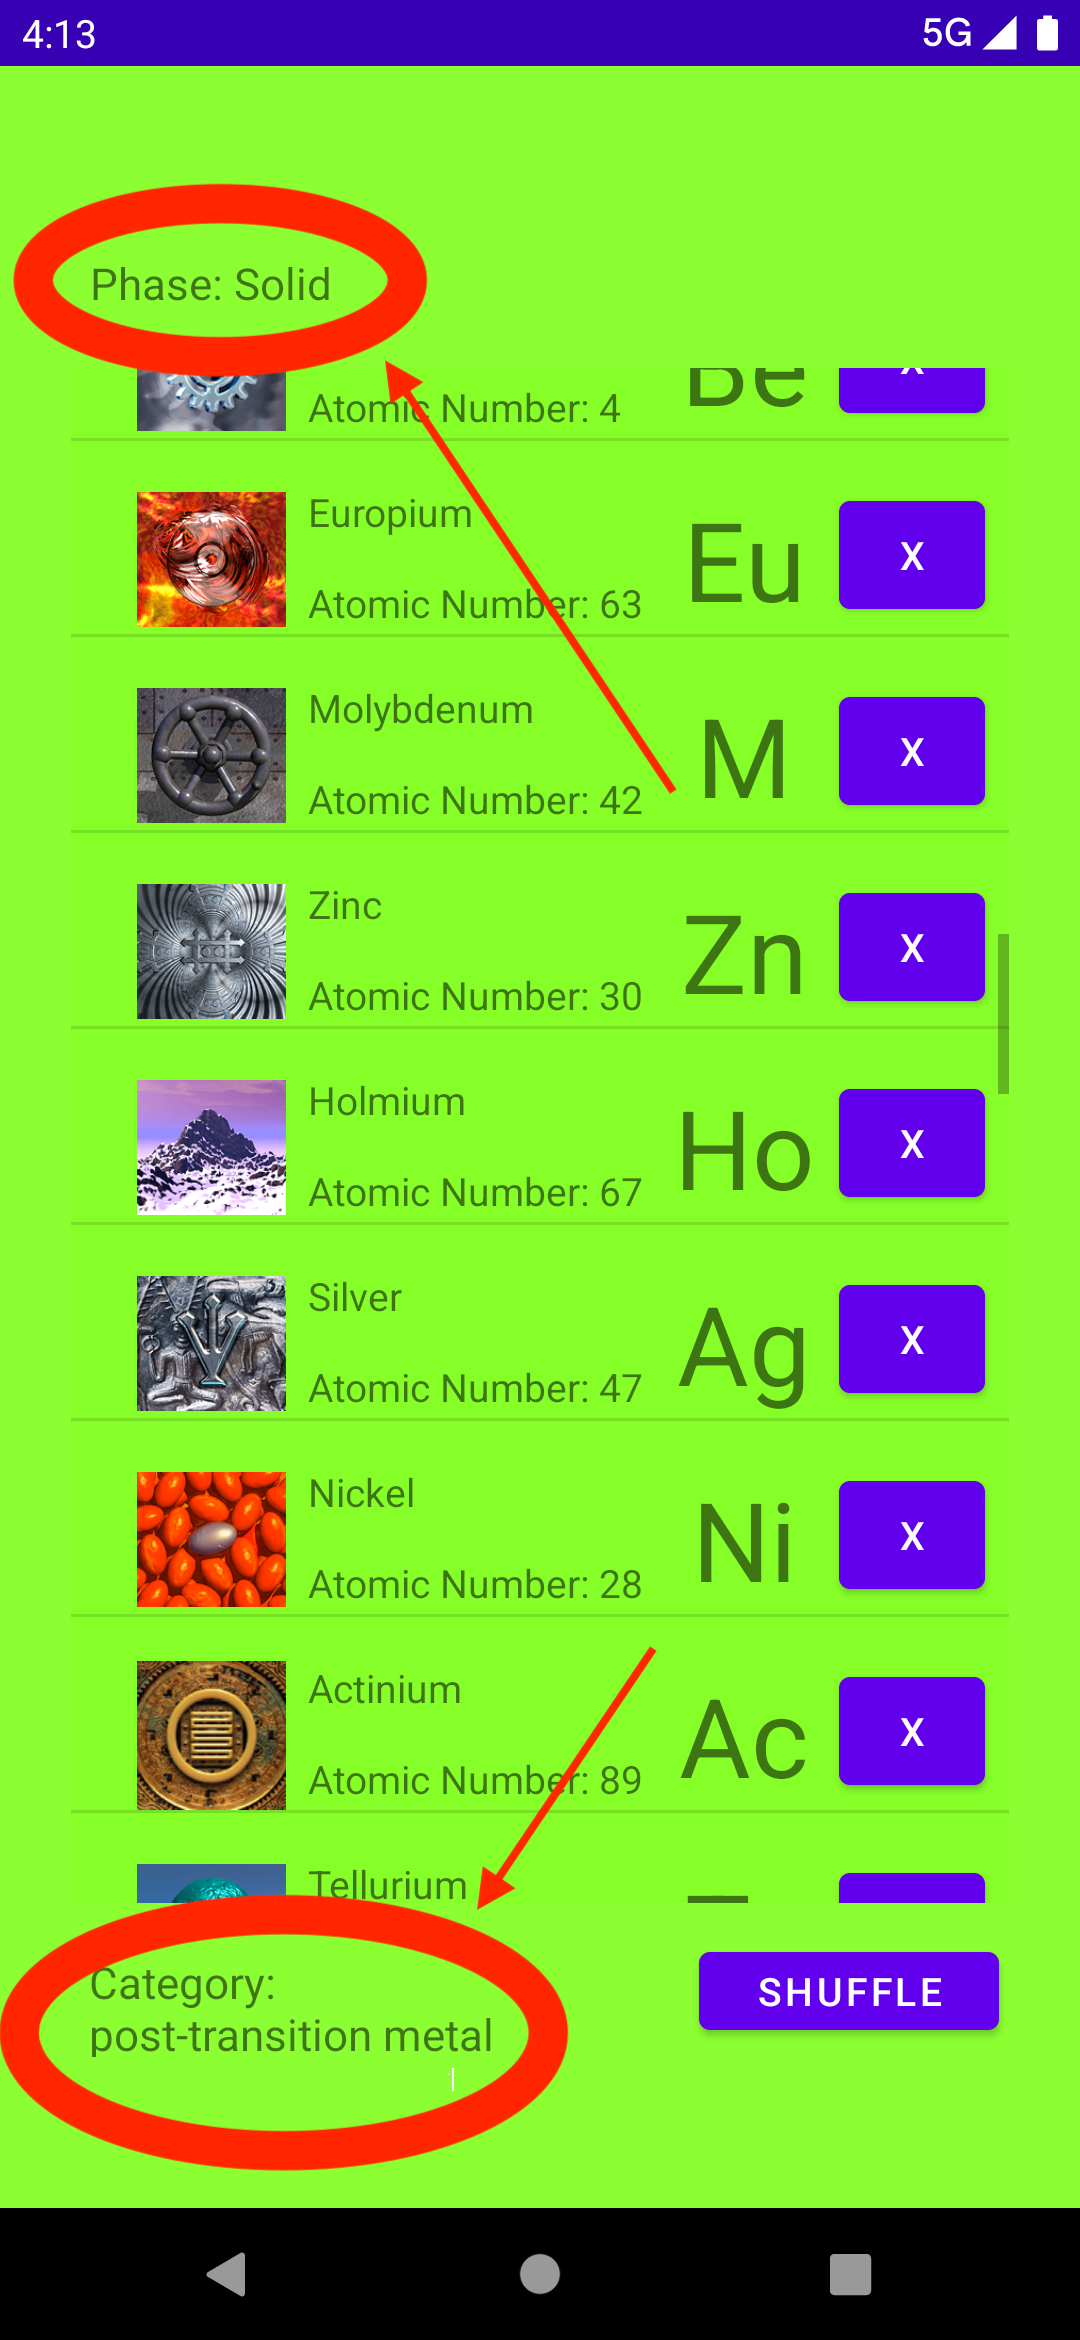 4:13
5G
Phase: Solid
Atomic Number: 4
Be
X
Europium
Atomic Number: 63
Eu
X
Molybdenum
Atomic Number: 42
M
X
Zinc
Atomic Number: 30
Zn
X
Holmium
Atomic Number: 67
Ho
X
Silver
Atomic Number: 47
Ag
X
Nickel
Atomic Number: 28
Ni
X
Actinium
Atomic Number: 89
Ac
X
Tellurium
Category:
post-transition metal
SHUFFLE